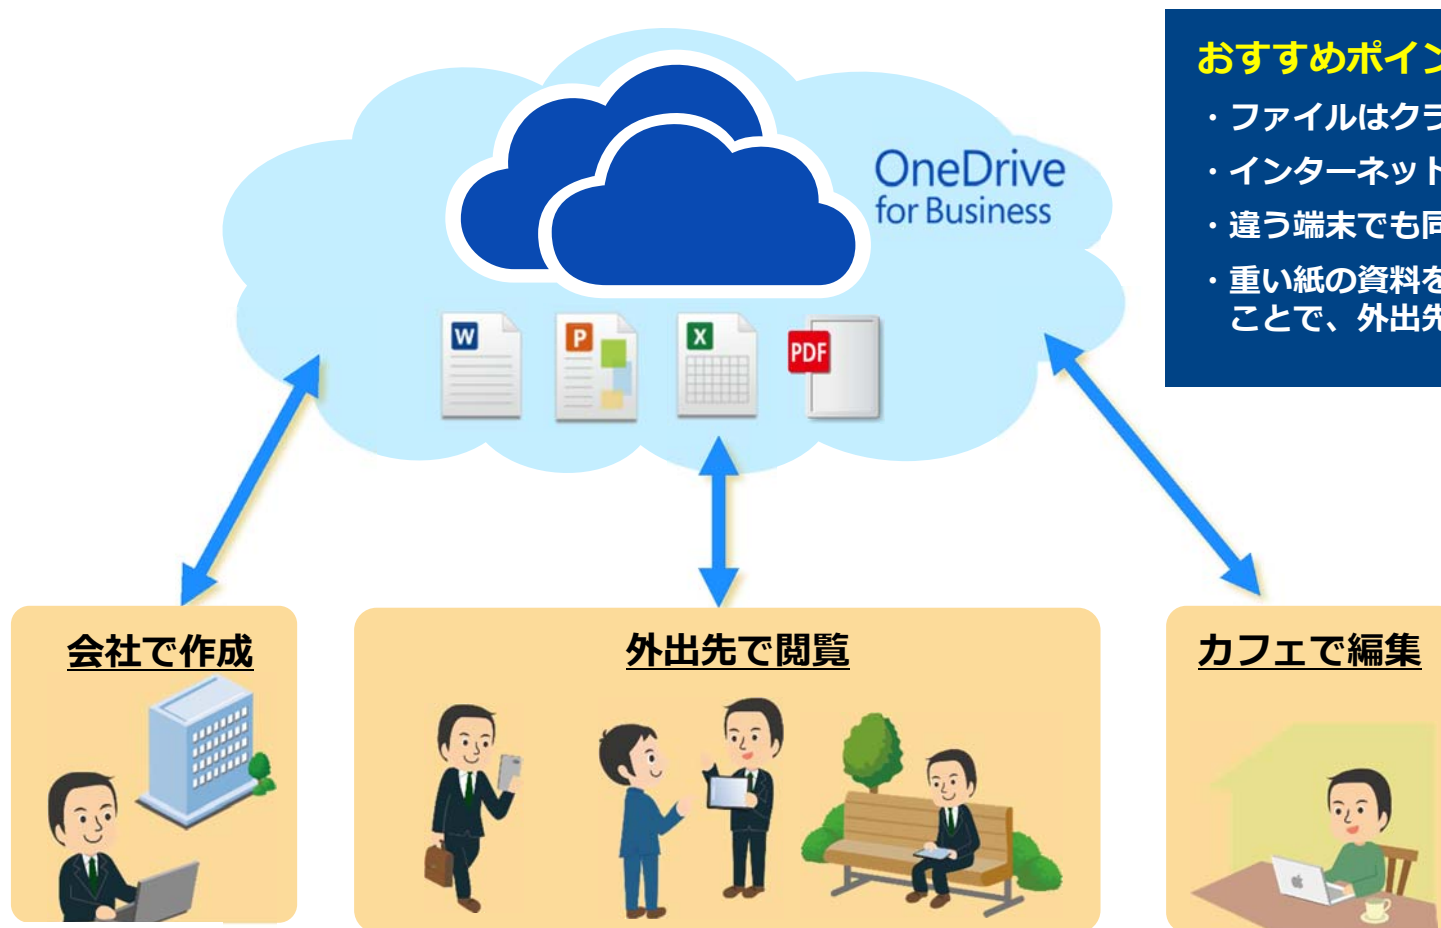 OneDrive
for Business
W
P
X
PDF
おすすめポイン
・ファイルはクラ
・インターネット
・違う端末でも同
・重い紙の資料を
ことで、外出先
会社で作成
外出先で閲覧
カフェで編集